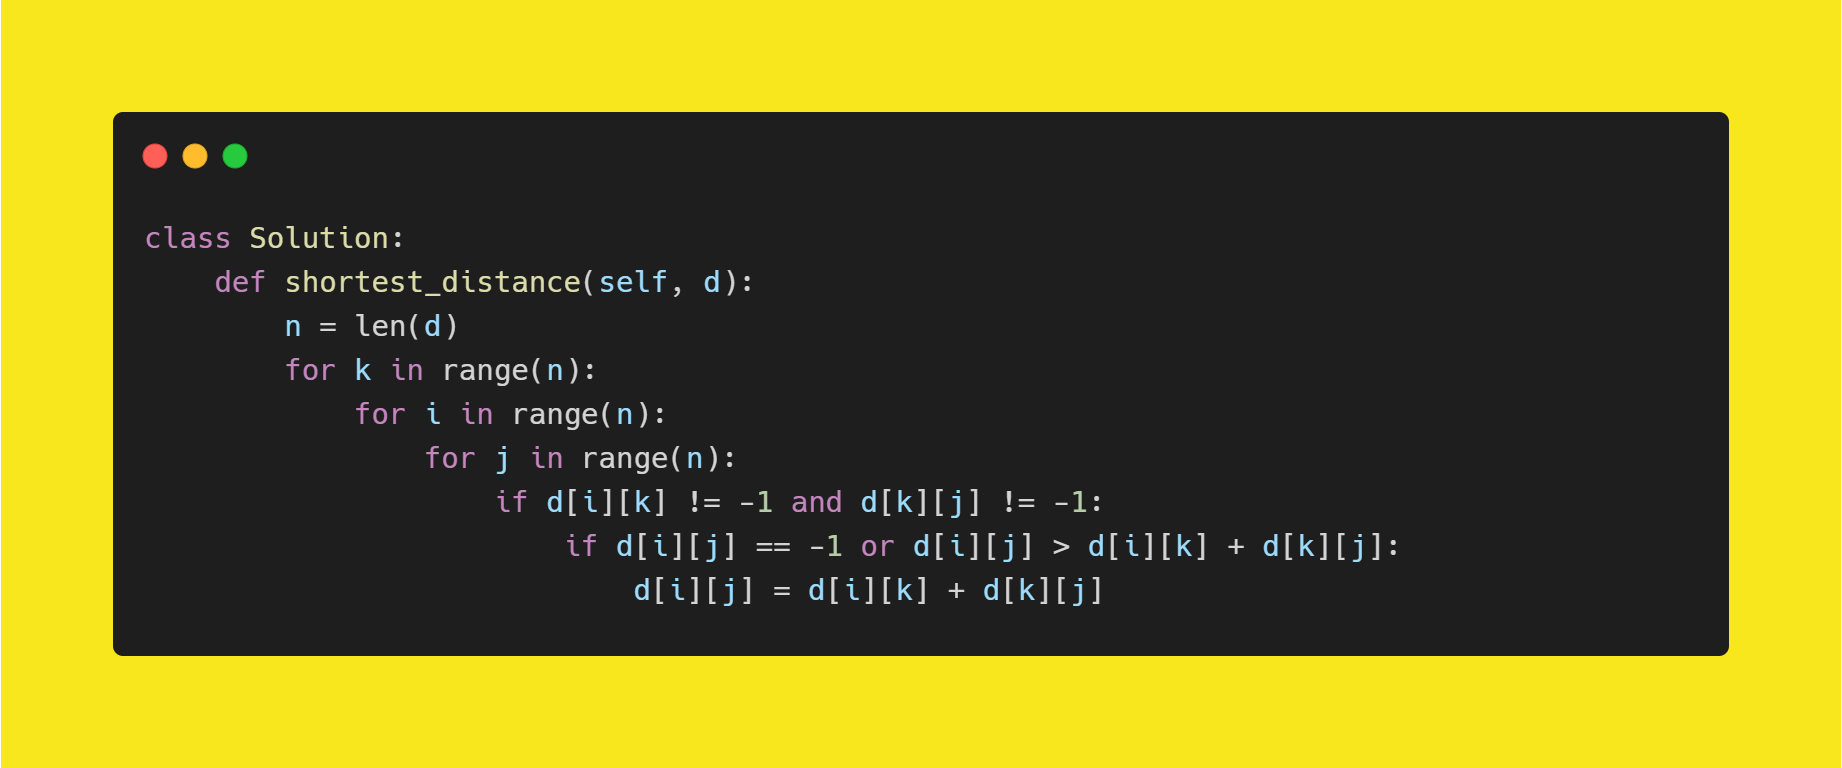 class Solution:
    def shortest_distance(self, d):
        n = len(d)
        for k in range(n):
            for i in range(n):
                for j in range(n):
                    if d[i][k] != -1 and d[k][j] != -1:
                        if d[i][j] == -1 or d[i][j] > d[i][k] + d[k][j]:
                            d[i][j] = d[i][k] + d[k][j]